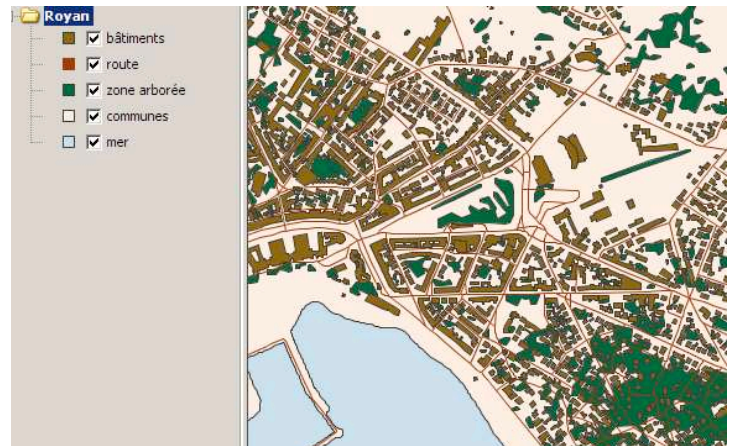 Royan
bâtiments
route
zone arborée
communes
mer